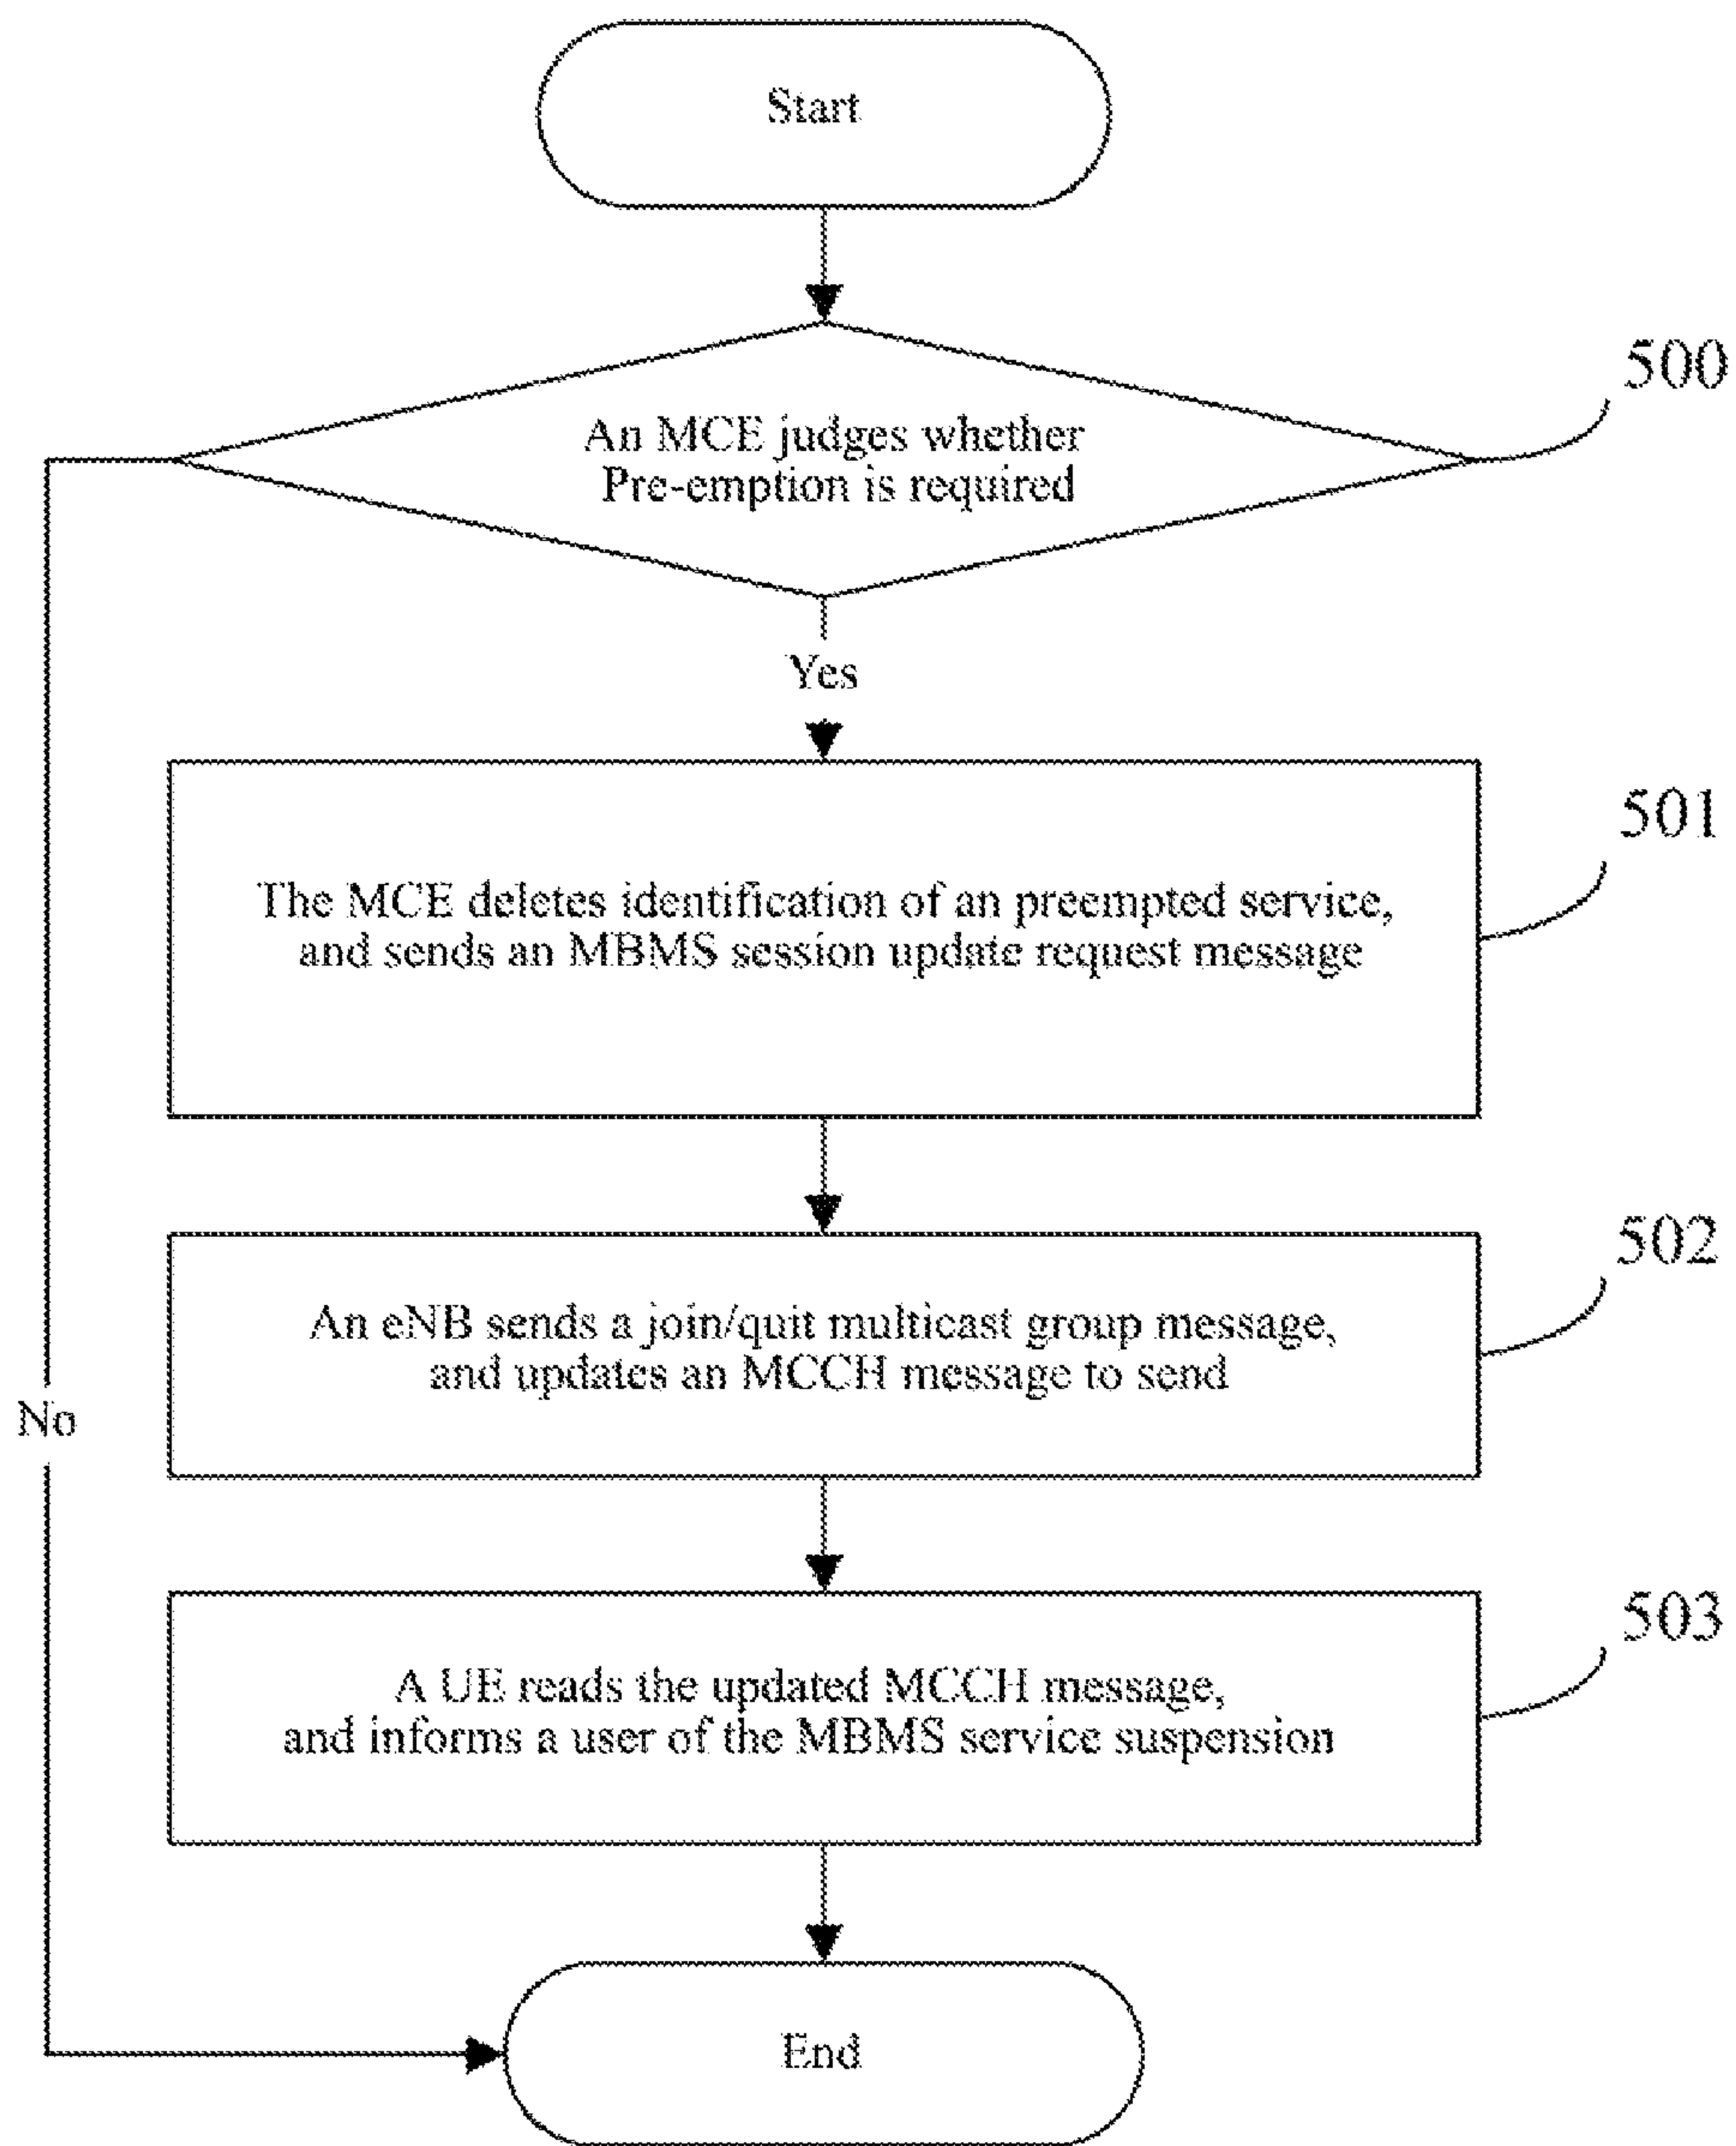 Start
500
An MCE judges whether
Pre-emption is required
Yes
501
The MCE deletes identification of an preempted service,
and sends an MBMS session update request message
502
An eNB sends a join/quit multicast group message,
and updates an MCCH message to send
No
503
A UE reads the updated MCCH message,
and informs a user of the MBMS service suspension
End